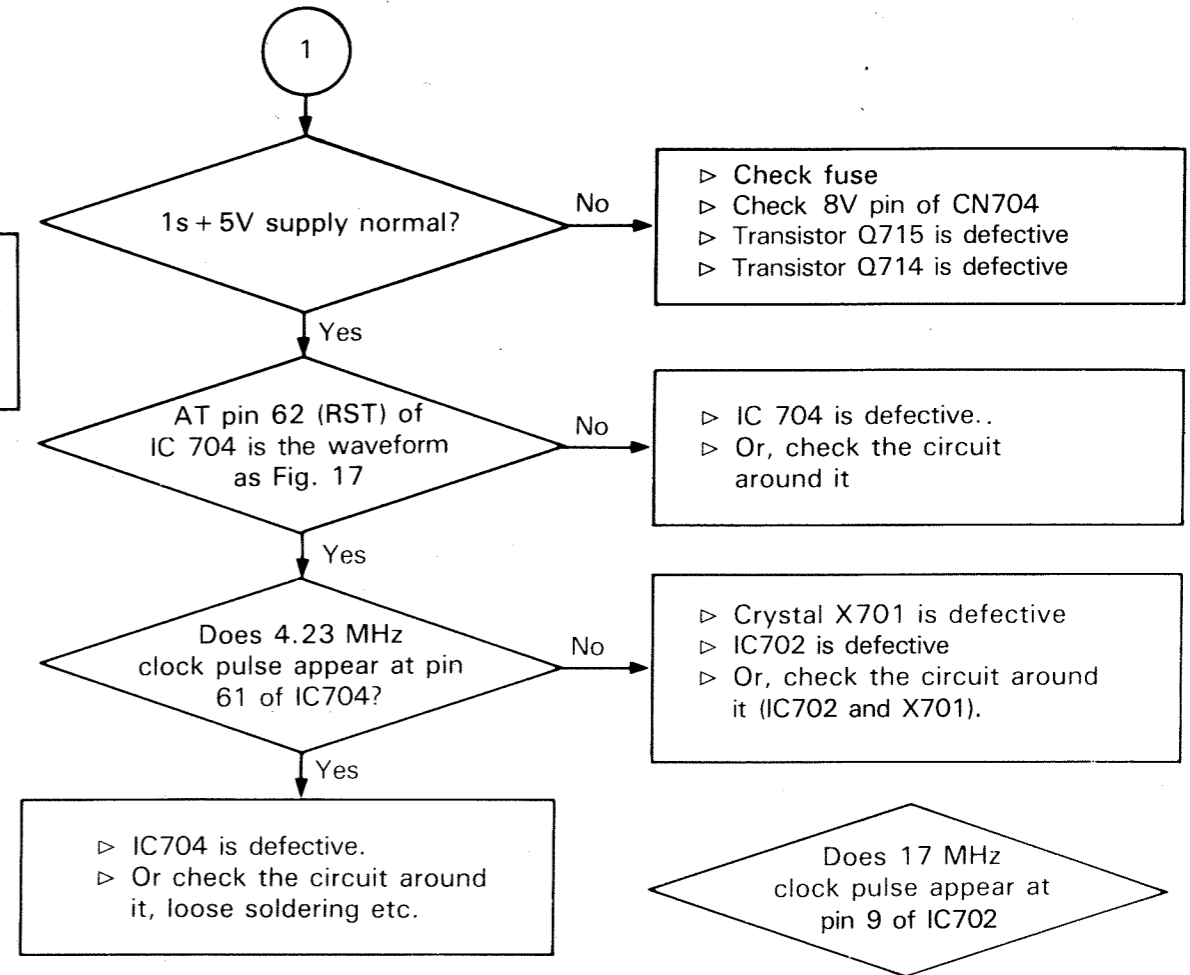 1
1s + 5V supply normal?
No
▷ Check fuse
▷ Check 8V pin of CN704
▷ Transistor Q715 is defective
▷ Transistor Q714 is defective
Yes
AT pin 62 (RST) of
IC 704 is the waveform
as Fig. 17
No
▷ IC 704 is defective..
▷ Or, check the circuit
around it
Yes
Does 4.23 MHz
clock pulse appear at pin
61 of IC704?
No
▷ Crystal X701 is defective
▷ IC702 is defective
▷ Or, check the circuit around
it (IC702 and X701).
Yes
▷ IC704 is defective.
▷ Or check the circuit around
it, loose soldering etc.
Does 17 MHz
clock pulse appear at
pin 9 of IC702